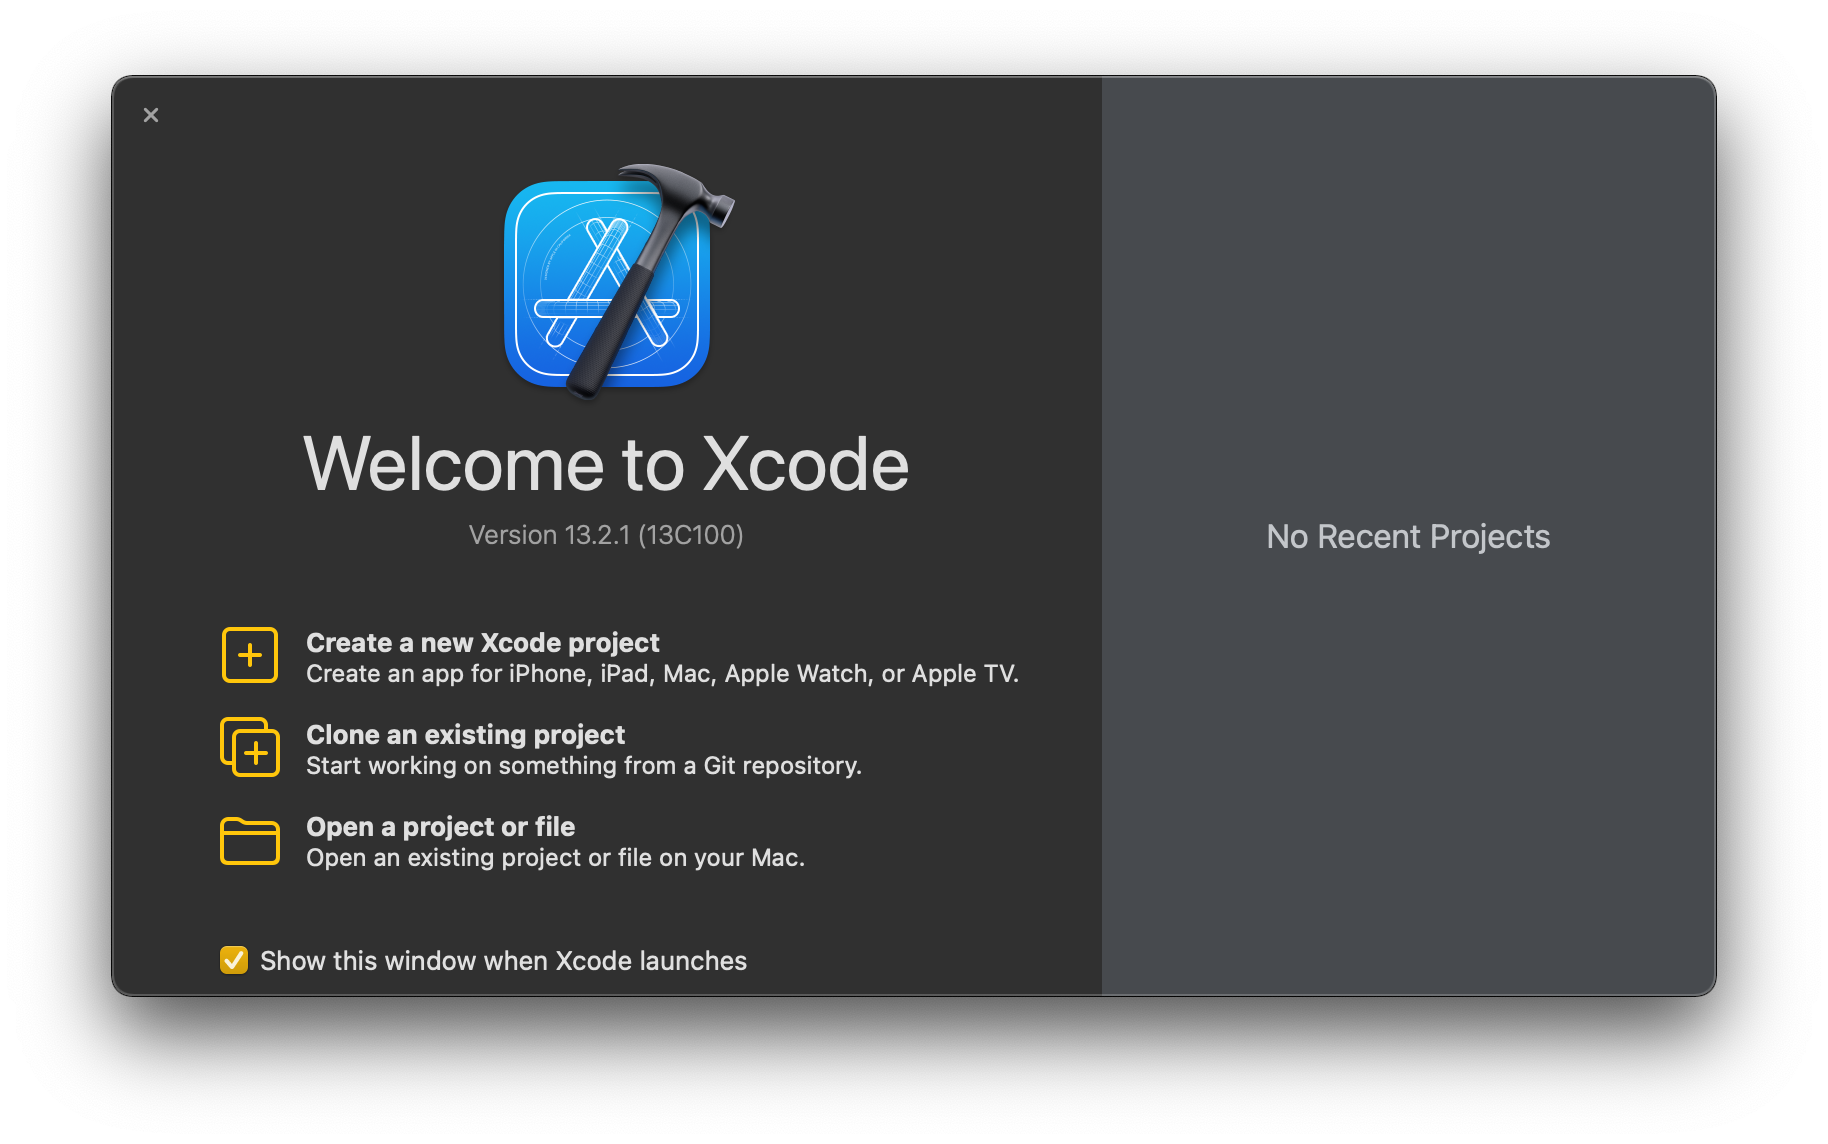 Welcome to Xcode
Version 13.2.1 (13C100)
Create a new Xcode project
Create an app for iPhone, iPad, Mac, Apple Watch, or Apple TV.
Clone an existing project
Start working on something from a Git repository.
Open a project or file
Open an existing project or file on your Mac.
Show this window when Xcode launches
No Recent Projects